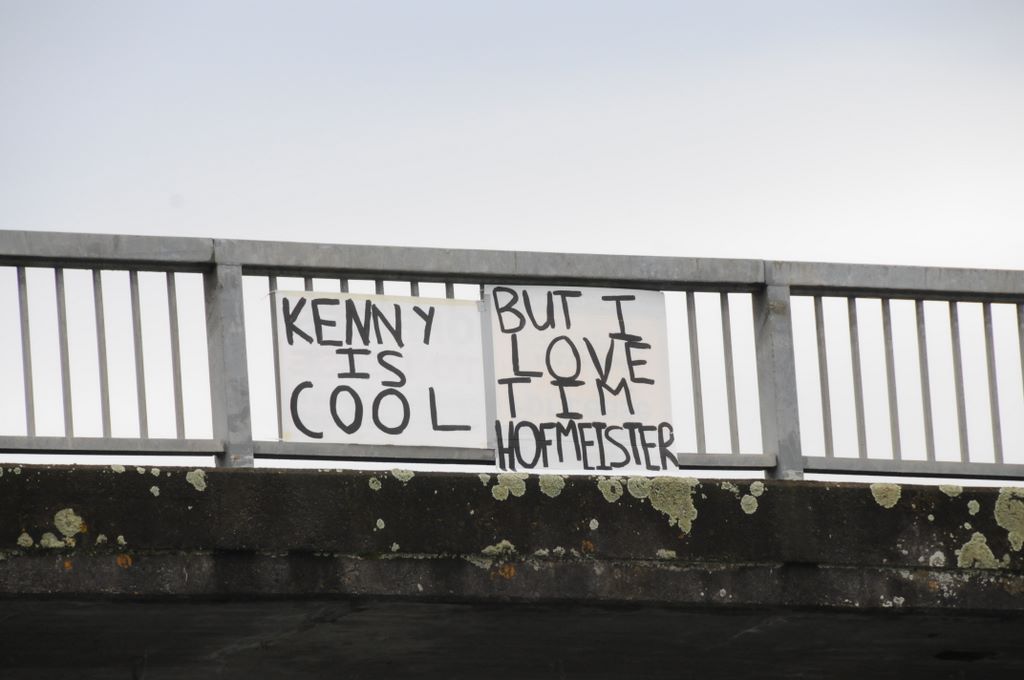 KENNY
IS
COOL
BUT I
LOVE
TIM
HOFMEISTER